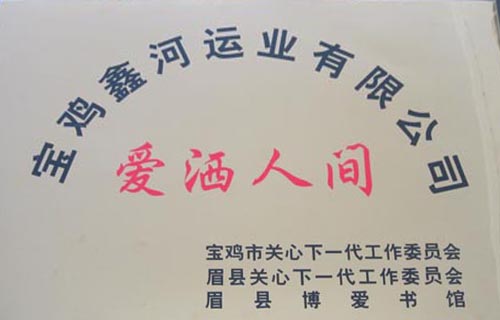 宝鸡鑫河运业有限公司
爱洒人间
宝鸡市关心下一代工作委员会
眉县关心下一代工作委员会
眉县博爱书馆